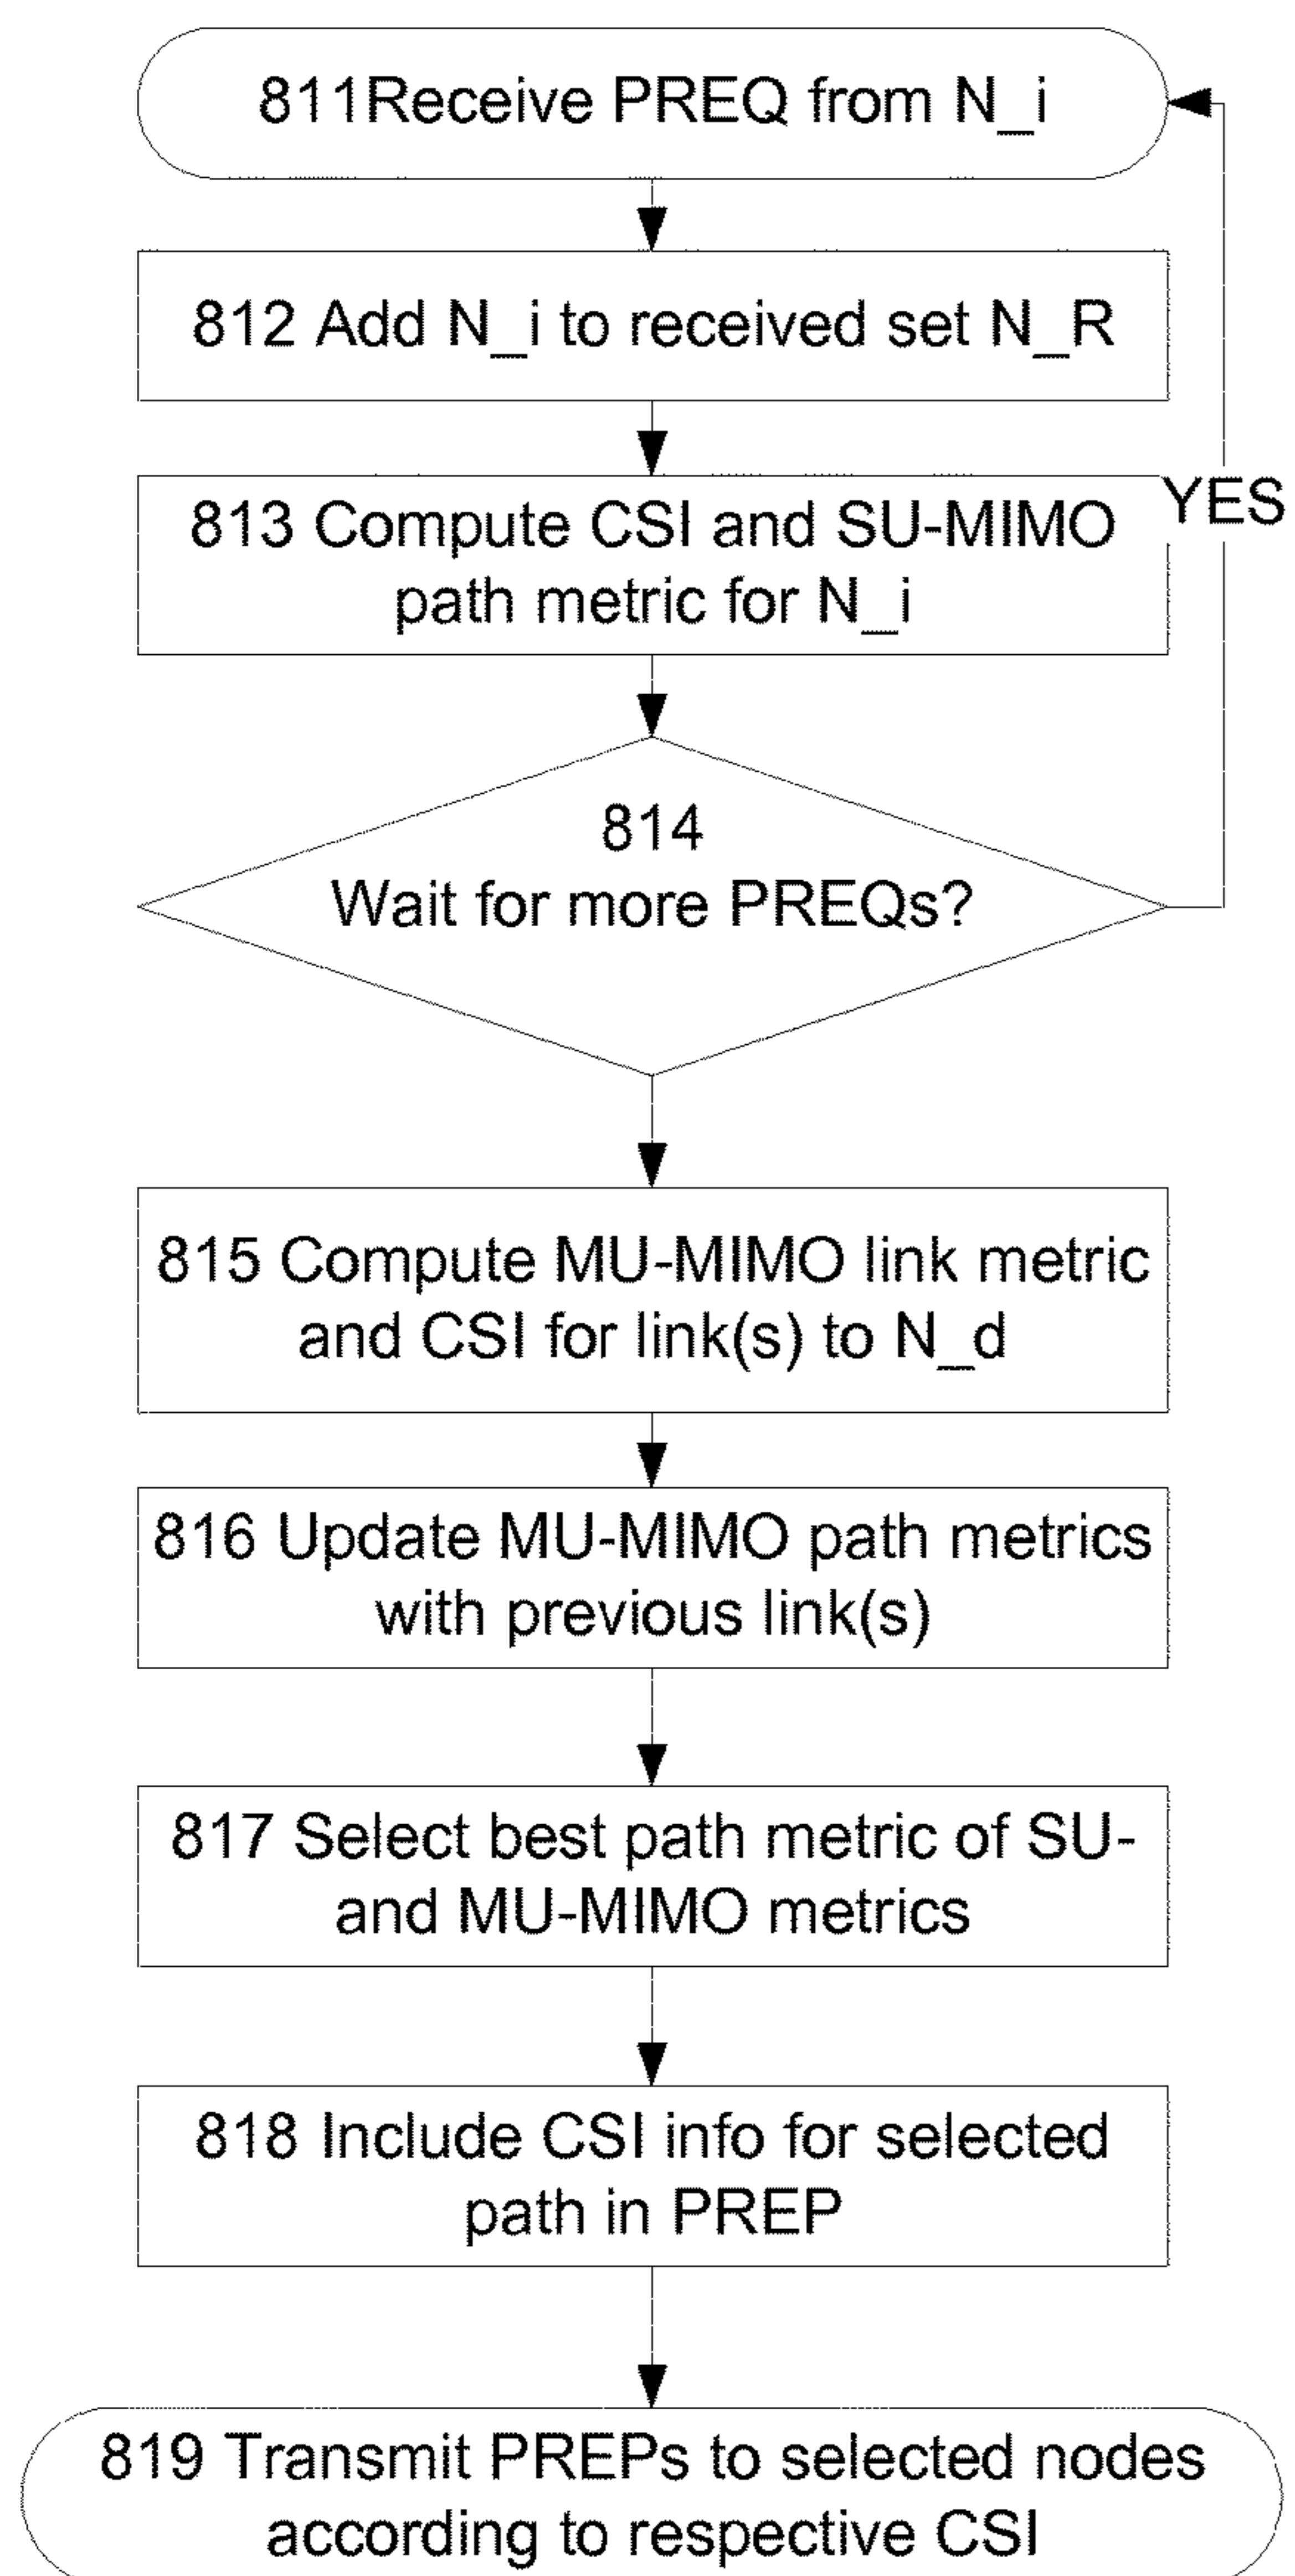 811Receive PREQ from N_i
812 Add N_i to received set N_R
813 Compute CSI and SU-MIMO
path metric for N_i
YES
814
Wait for more PREQs?
815 Compute MU-MIMO link metric
and CSI for link(s) to N_d
816 Update MU-MIMO path metrics
with previous link(s)
817 Select best path metric of SU-
and MU-MIMO metrics
818 Include CSI info for selected
path in PREP
819 Transmit PREPs to selected nodes
according to respective CSI